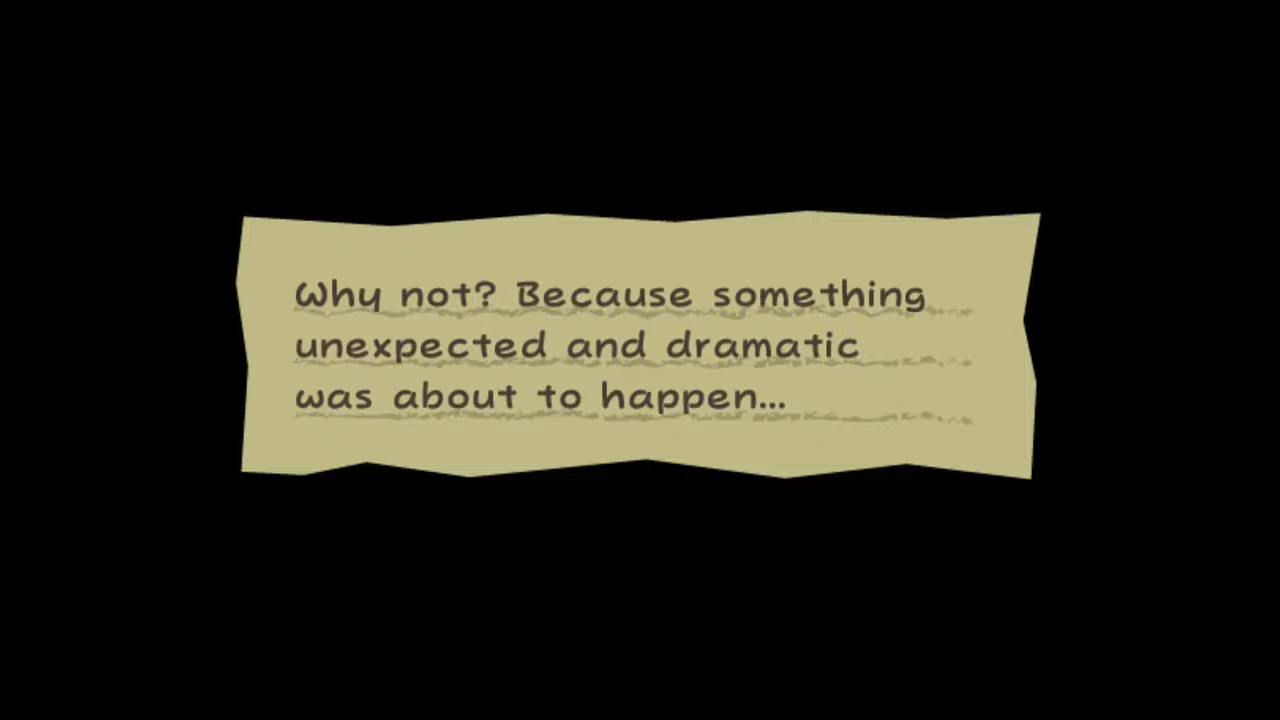 Why not? Because something
unexpected and dramatic
was about to happen...